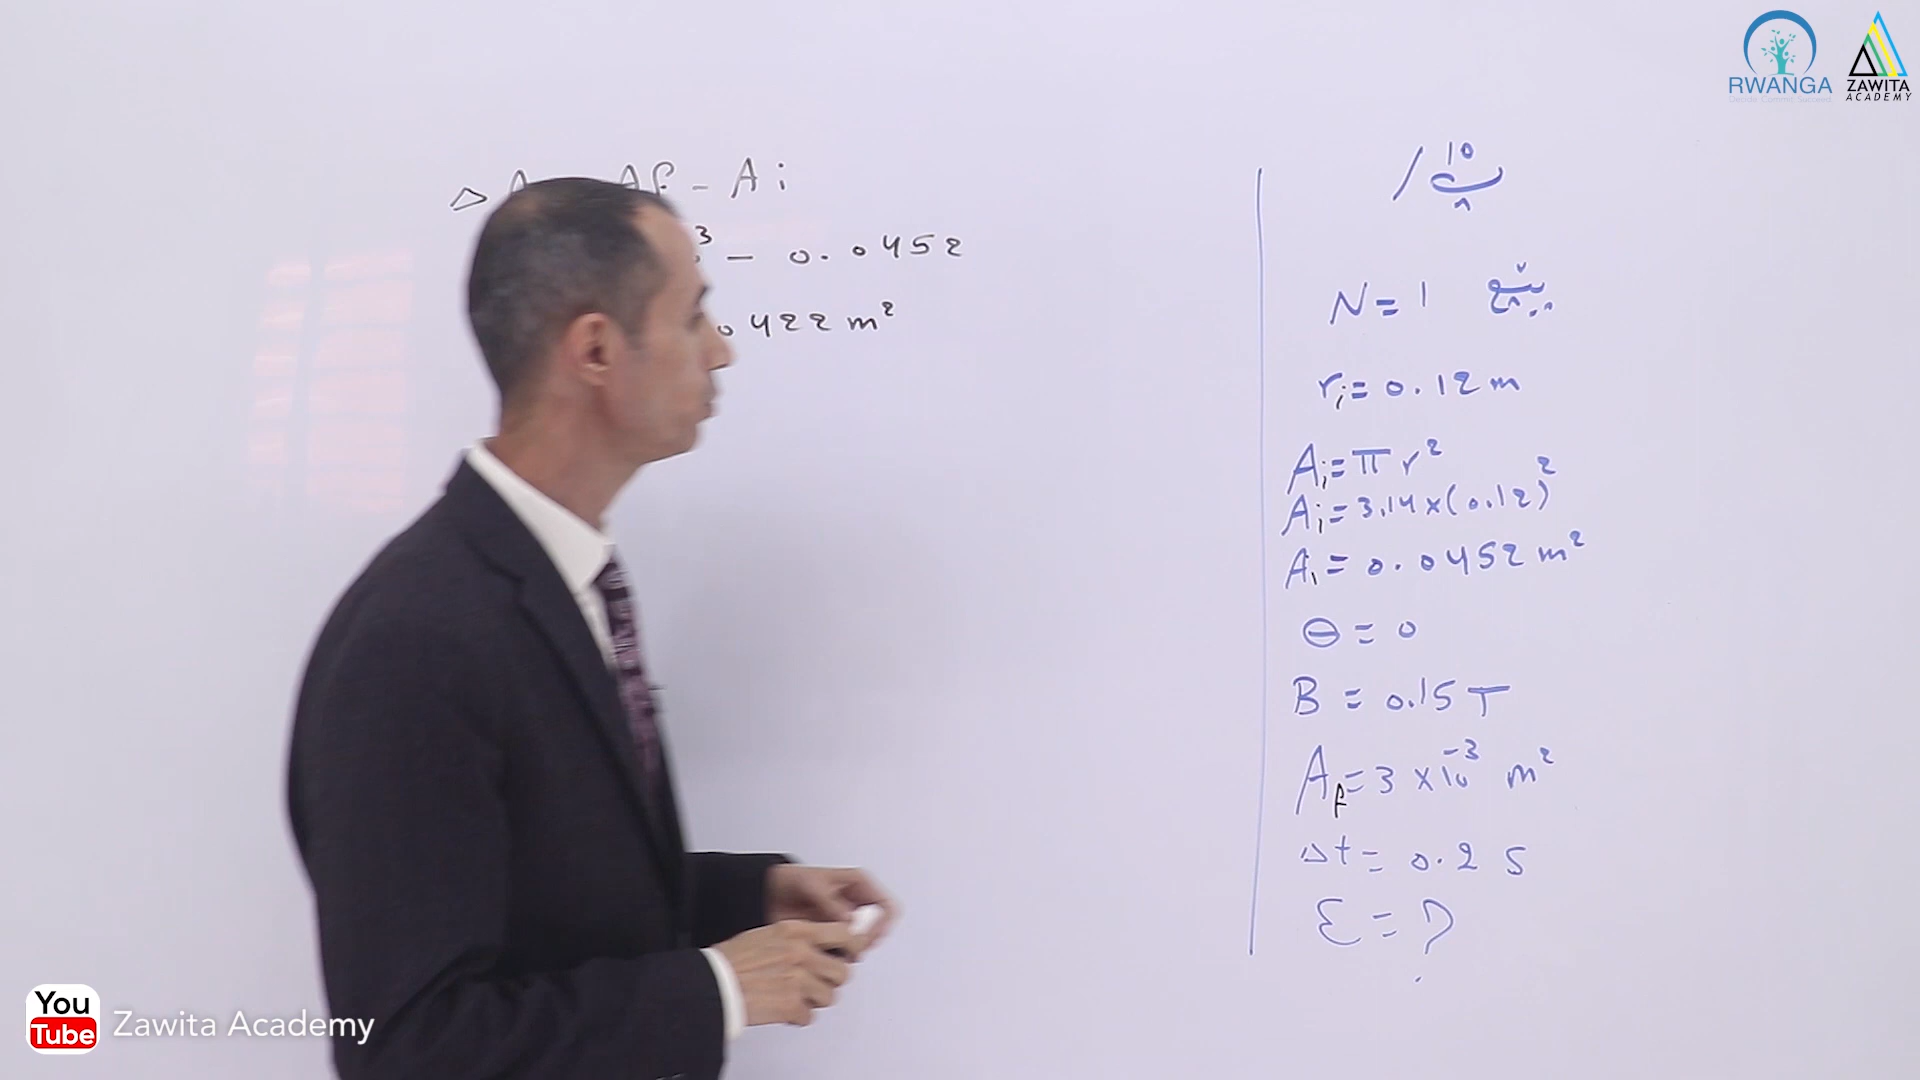 RWANGA
ZAWITA
ACADEMY
Af - Ai
3 - 0.0452
0422 m²
/ 10
N = 1
rᵢ = 0.12 m
Aᵢ = π r²
Aᵢ = 3.14 × (0.12)²
Aᵢ = 0.0452 m²
θ = 0
B = 0.15 T
A_f = 3 × 10⁻³ m²
Δt = 0.2 S
Ɛ = ?
You
Tube
Zawita Academy